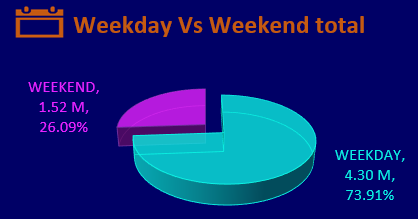 Weekday Vs Weekend total
WEEKEND,
1.52 M,
26.09%
WEEKDAY,
4.30 M,
73.91%